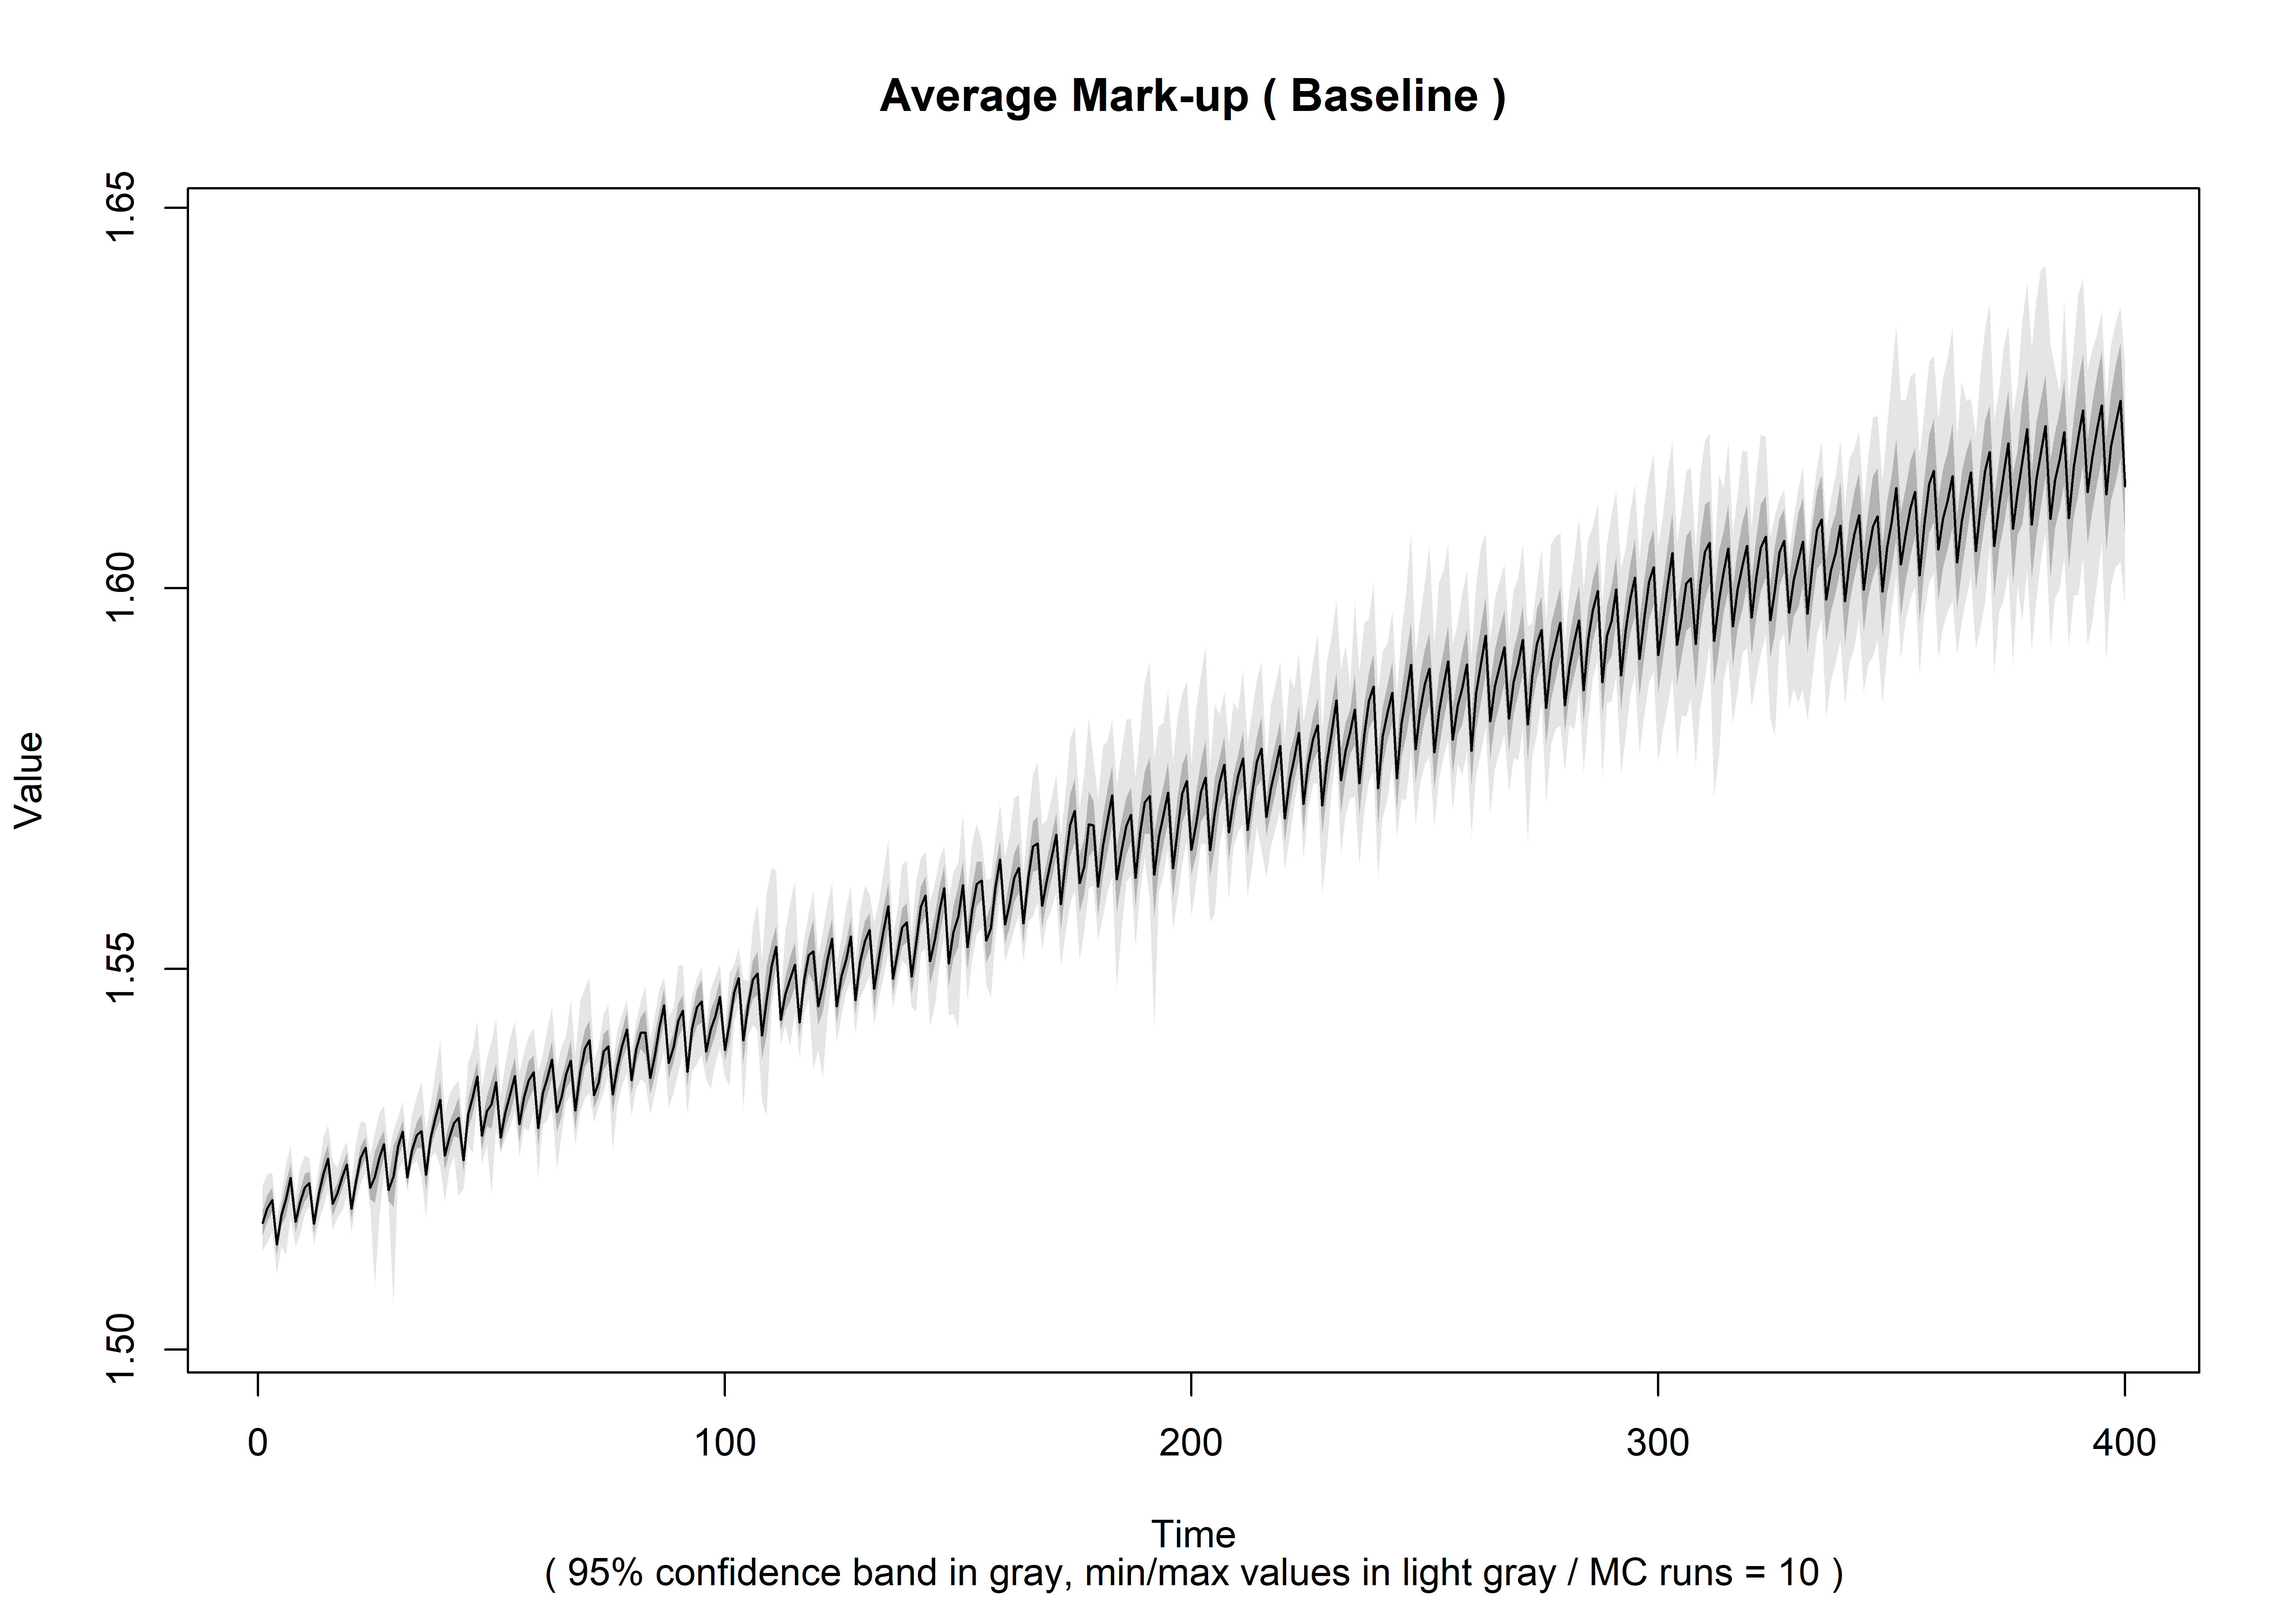 Average Mark-up ( Baseline )
1.65
1.60
1.55
1.50
Value
0 100 200 300 400
Time
( 95% confidence band in gray, min/max values in light gray / MC runs = 10 )